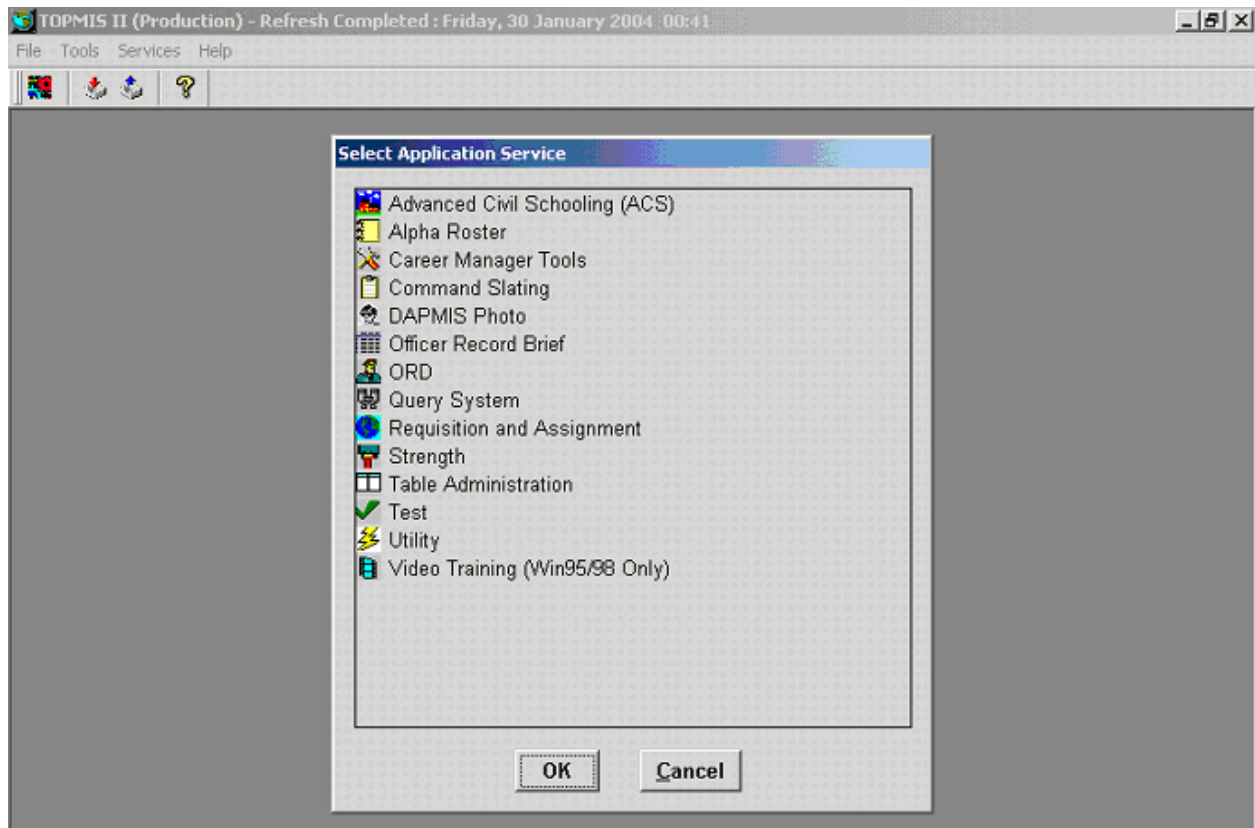 TOPMIS II (Production) - Refresh Completed : Friday, 30 January 2004 00:41
File Tools Services Help
Select Application Service
Advanced Civil Schooling (ACS)
Alpha Roster
Career Manager Tools
Command Slating
DAPMIS Photo
Officer Record Brief
ORD
Query System
Requisition and Assignment
Strength
Table Administration
Test
Utility
Video Training (Win95/98 Only)
OK Cancel